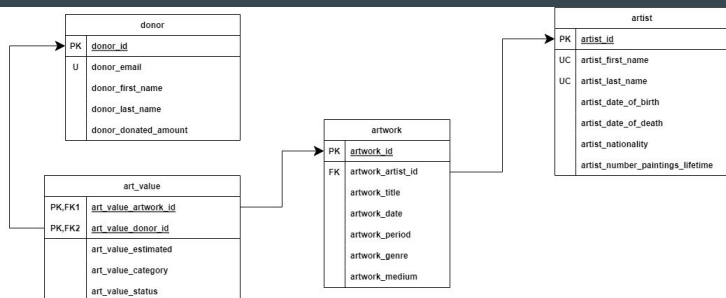 donor
PK donor_id
U donor_email
donor_first_name
donor_last_name
donor_donated_amount
artist
PK artist_id
UC artist_first_name
UC artist_last_name
artist_date_of_birth
artist_date_of_death
artist_nationality
artist_number_paintings_lifetime
artwork
PK artwork_id
FK artwork_artist_id
artwork_title
artwork_date
artwork_period
artwork_genre
artwork_medium
art_value
PK,FK1 art_value_artwork_id
PK,FK2 art_value_donor_id
art_value_estimated
art_value_category
art_value_status